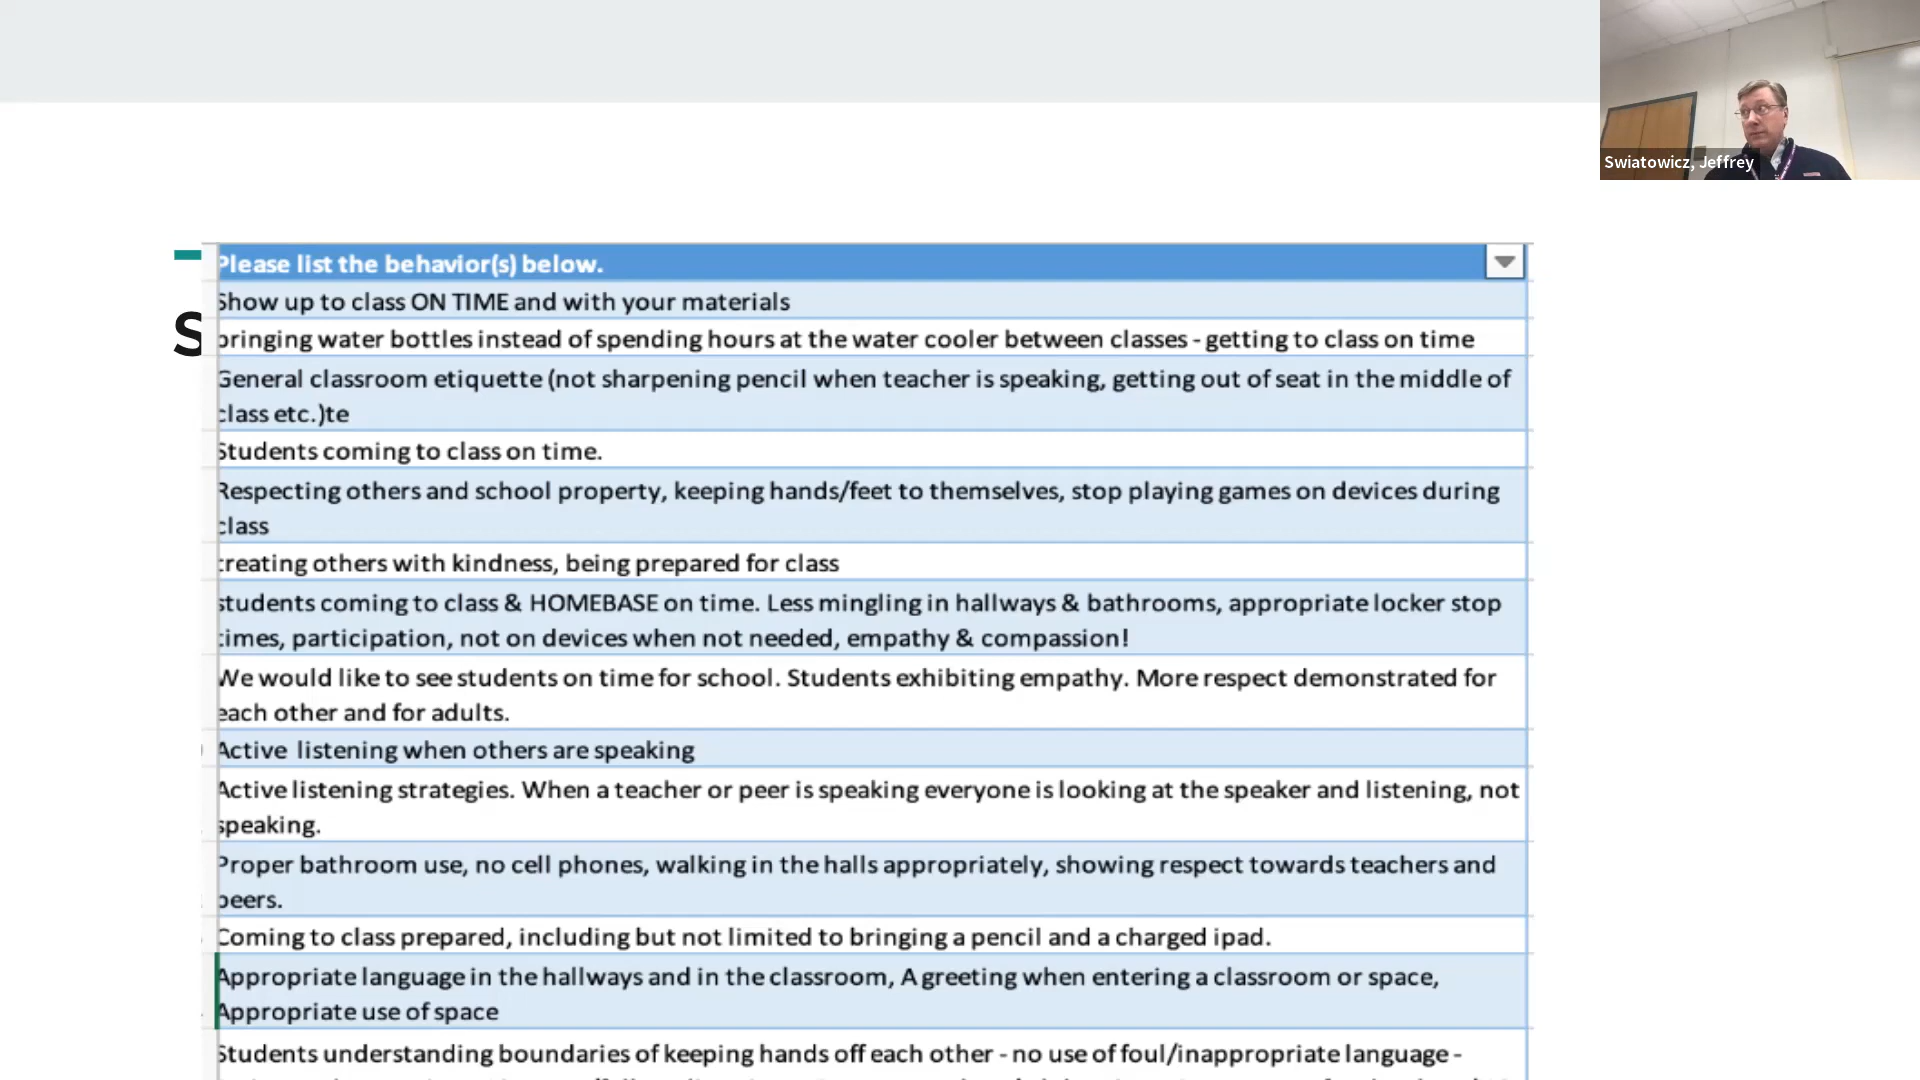 Swiatowicz, Jeffrey
Please list the behavior(s) below.
S
Show up to class ON TIME and with your materials
bringing water bottles instead of spending hours at the water cooler between classes - getting to class on time
General classroom etiquette (not sharpening pencil when teacher is speaking, getting out of seat in the middle of
class etc.)te
Students coming to class on time.
Respecting others and school property, keeping hands/feet to themselves, stop playing games on devices during
class
treating others with kindness, being prepared for class
students coming to class & HOMEBASE on time. Less mingling in hallways & bathrooms, appropriate locker stop
times, participation, not on devices when not needed, empathy & compassion!
We would like to see students on time for school. Students exhibiting empathy. More respect demonstrated for
each other and for adults.
Active listening when others are speaking
Active listening strategies. When a teacher or peer is speaking everyone is looking at the speaker and listening, not
speaking.
Proper bathroom use, no cell phones, walking in the halls appropriately, showing respect towards teachers and
peers.
Coming to class prepared, including but not limited to bringing a pencil and a charged ipad.
Appropriate language in the hallways and in the classroom, A greeting when entering a classroom or space,
Appropriate use of space
Students understanding boundaries of keeping hands off each other - no use of foul/inappropriate language -